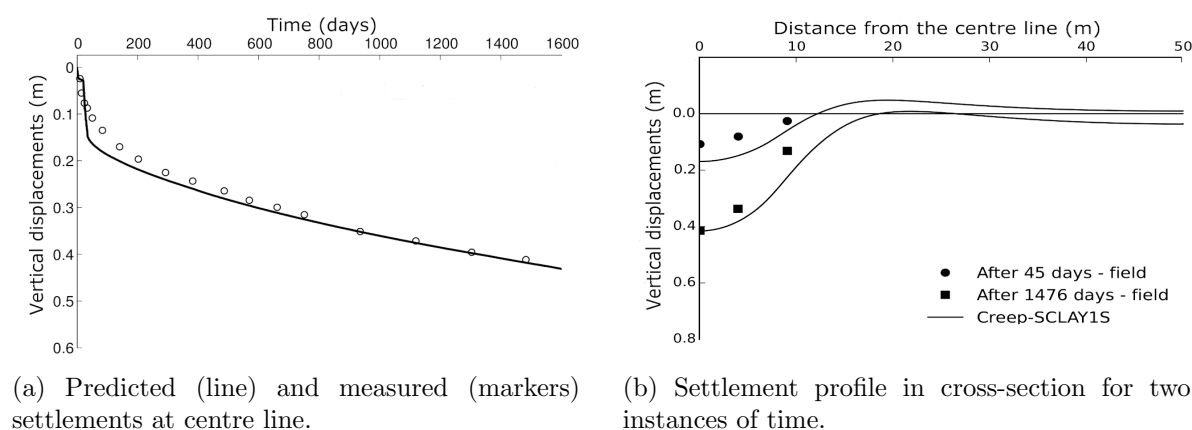 Time (days)
0 200 400 600 800 1000 1200 1400 1600
Vertical displacements (m)
0
0.1
0.2
0.3
0.4
0.5
0.6
(a) Predicted (line) and measured (markers)
settlements at centre line.
Distance from the centre line (m)
0 10 20 30 40 50
Vertical displacements (m)
0.0
0.2
0.4
0.6
0.8
After 45 days - field
After 1476 days - field
Creep-SCLAY1S
(b) Settlement profile in cross-section for two
instances of time.